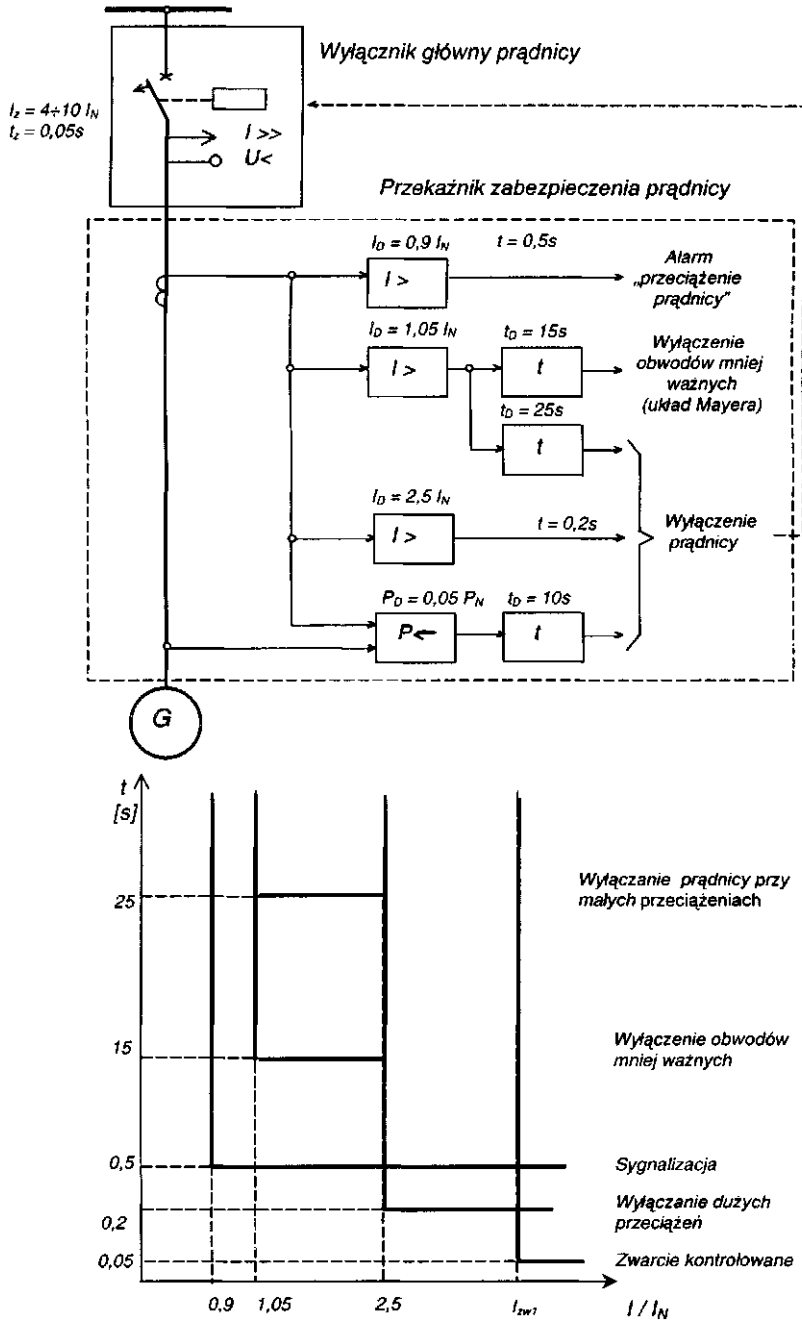 Wyłącznik główny prądnicy
I_z = 4÷10 I_N
t_z = 0,05s
I >>
U<
Przekaźnik zabezpieczenia prądnicy
I_D = 0,9 I_N
t = 0,5s
I >
Alarm
„przeciążenie
prądnicy”
I_D = 1,05 I_N
t_D = 15s
I >
t
Wyłączenie
obwodów mniej
ważnych
(układ Mayera)
t_D = 25s
t
I_D = 2,5 I_N
I >
t = 0,2s
Wyłączenie
prądnicy
P_D = 0,05 P_N
t_D = 10s
P←
t
G
t
[s]
25
Wyłączanie prądnicy przy
małych przeciążeniach
15
Wyłączenie obwodów
mniej ważnych
0,5
Sygnalizacja
0,2
Wyłączanie dużych
przeciążeń
0,05
Zwarcie kontrolowane
0,9
1,05
2,5
I_zw1
I / I_N